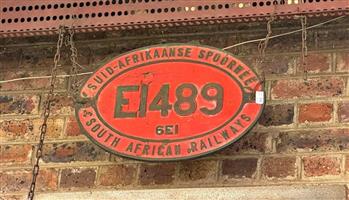 SUID-AFRIKAANSE SPOORWEË
E1489
6E1
SOUTH AFRICAN RAILWAYS